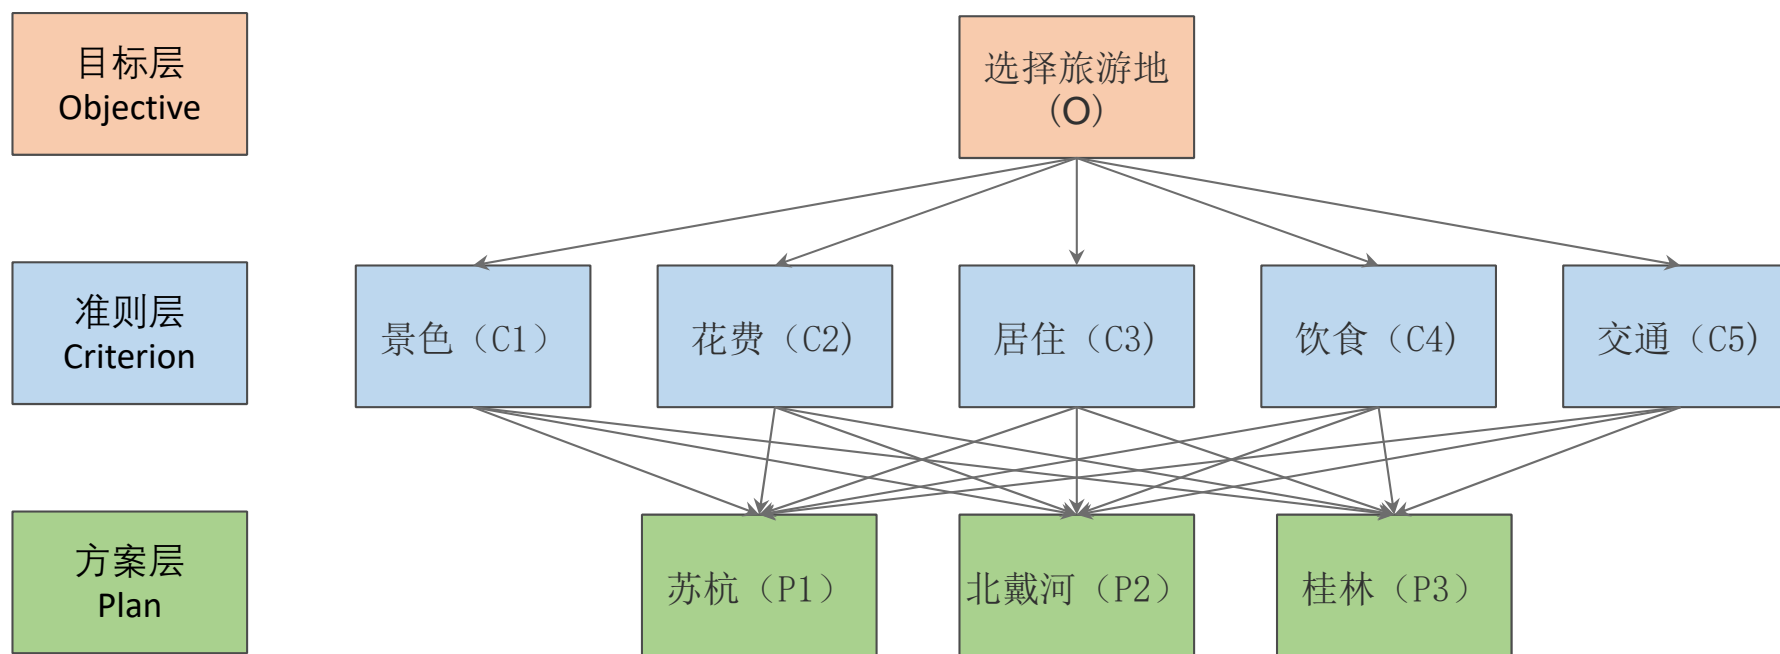 目标层
Objective
选择旅游地
(O)
准则层
Criterion
景色（C1）
花费（C2)
居住（C3)
饮食（C4)
交通（C5)
方案层
Plan
苏杭（P1）
北戴河（P2）
桂林（P3）